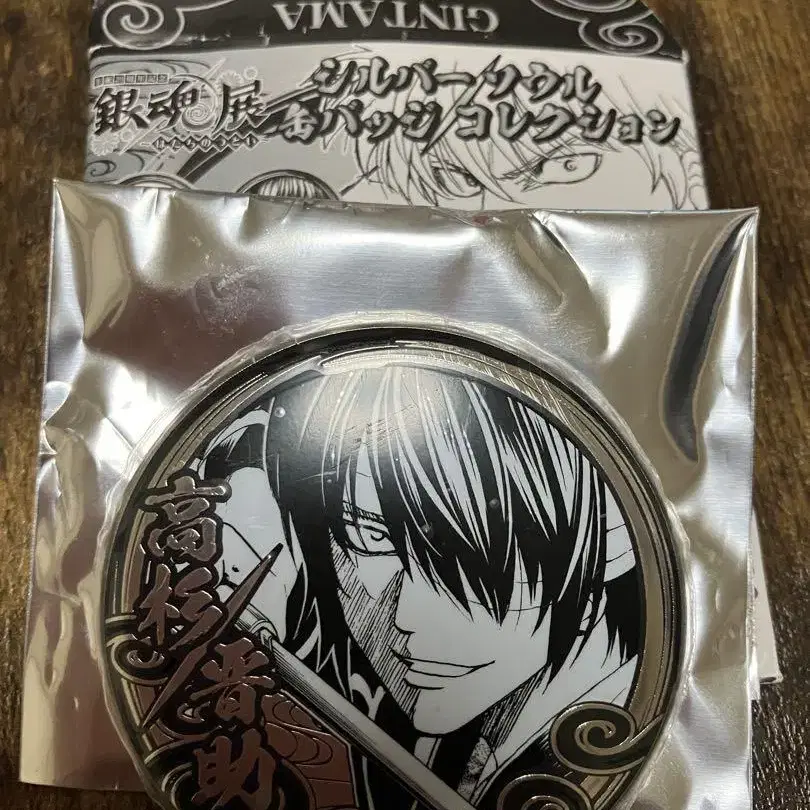 GINTAMA
銀魂展
シルバーソウル
缶バッジコレクション
高杉晋助